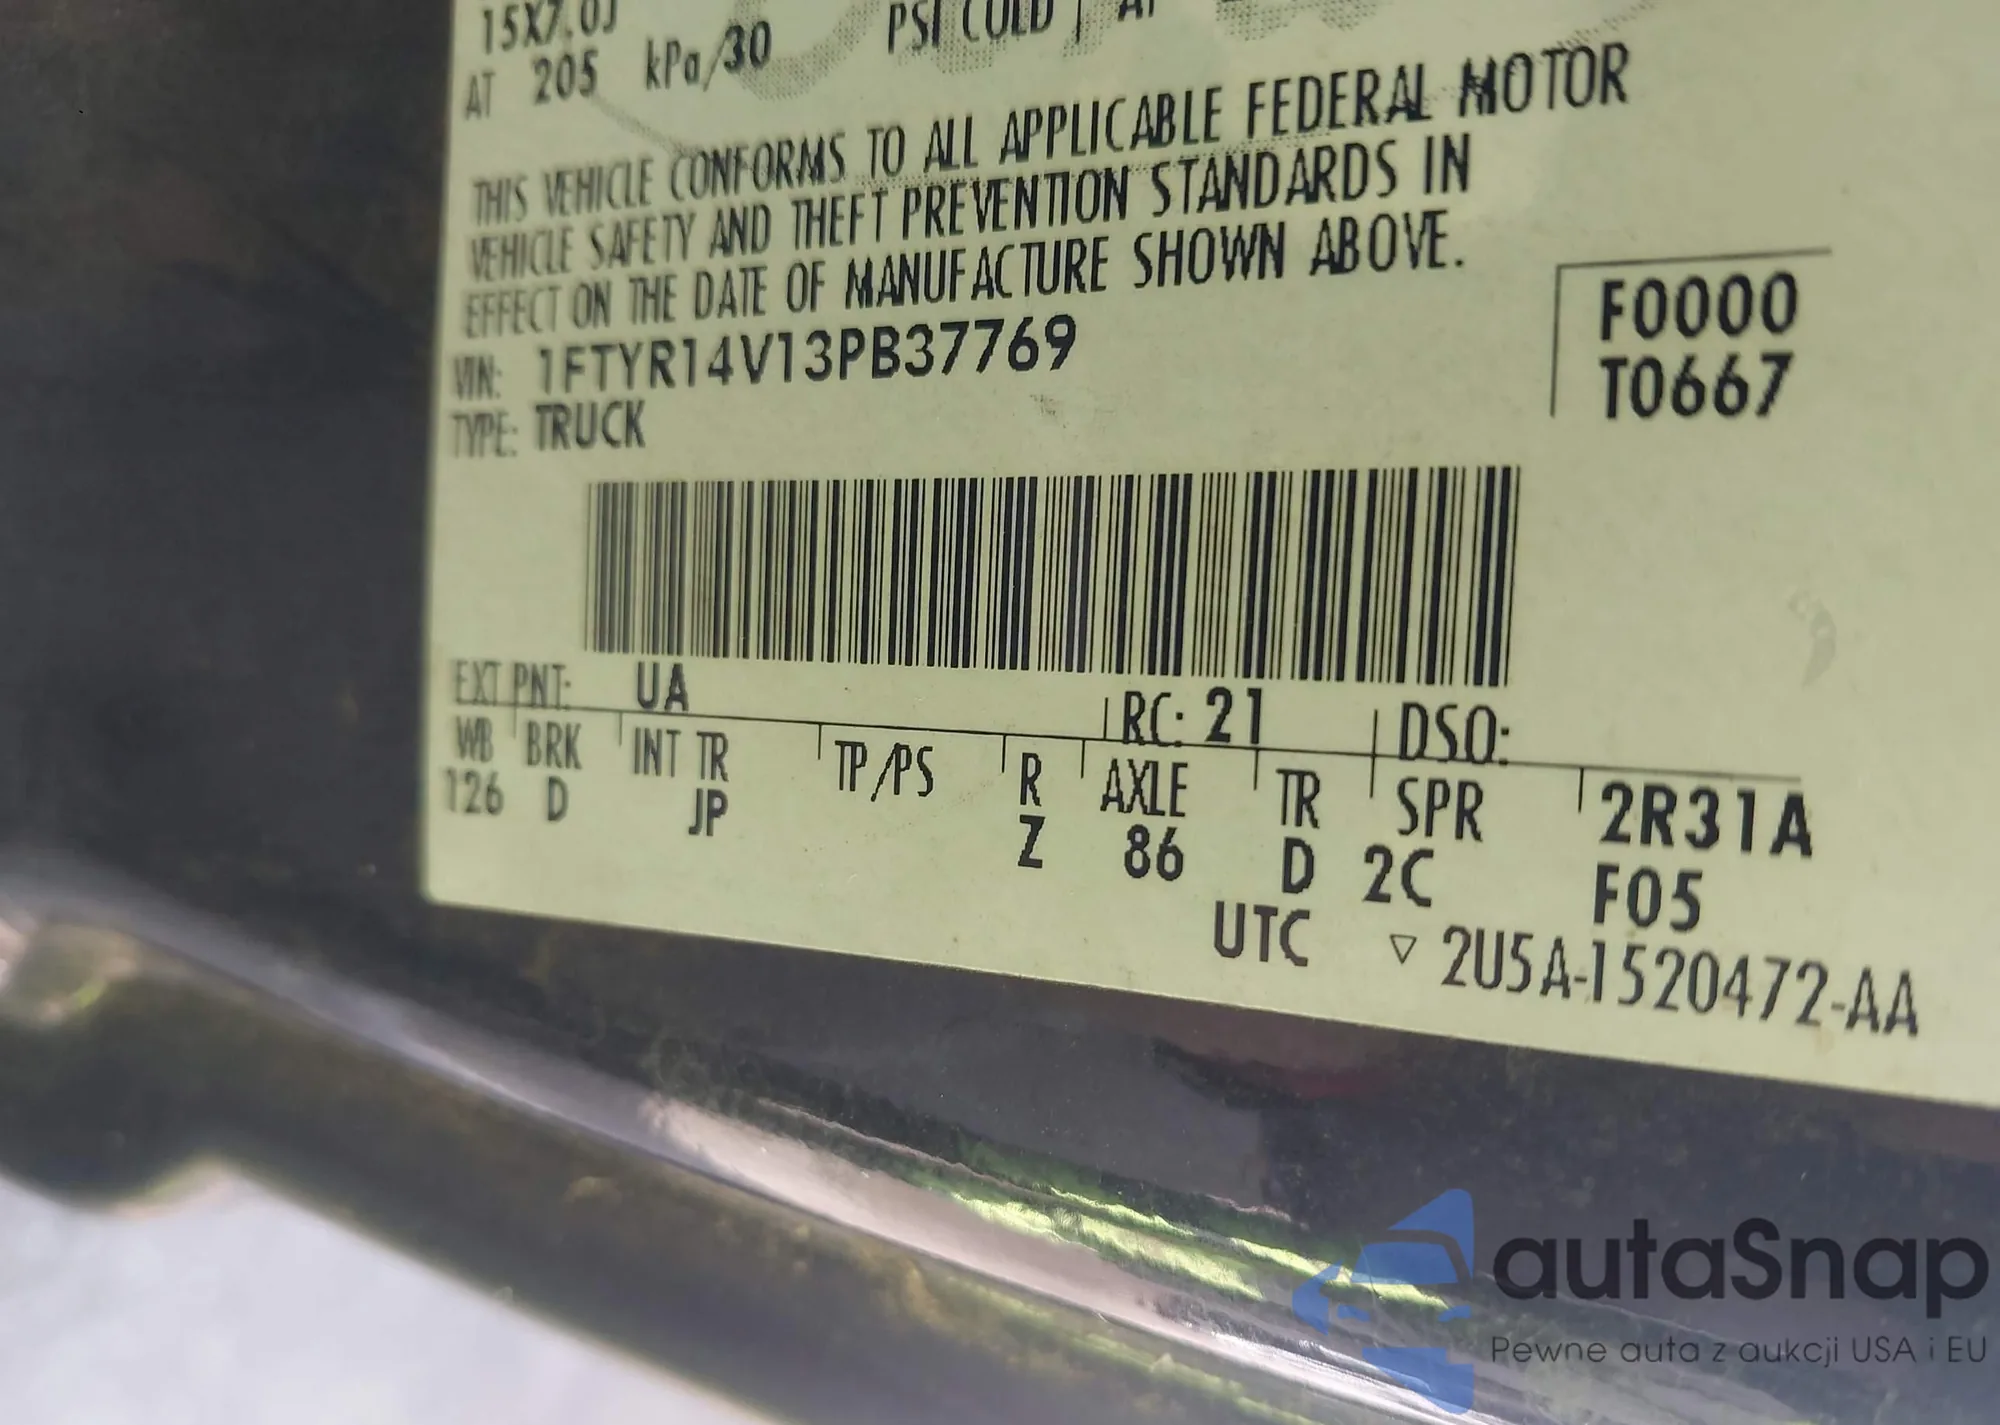 15X7.0J
AT 205 kPa/30 PSI COLD AT
THIS VEHICLE CONFORMS TO ALL APPLICABLE FEDERAL MOTOR
VEHICLE SAFETY AND THEFT PREVENTION STANDARDS IN
EFFECT ON THE DATE OF MANUFACTURE SHOWN ABOVE.
VIN: 1FTYR14V13PB37769
TYPE: TRUCK
F0000
T0667
EXT PNT: UA RC: 21 DSO:
WB BRK INT TR TP/PS R AXLE TR SPR
126 D JP Z 86 D 2C
2R31A
F05
UTC ▽ 2U5A-1520472-AA
autaSnap
Pewne auta z aukcji USA i EU